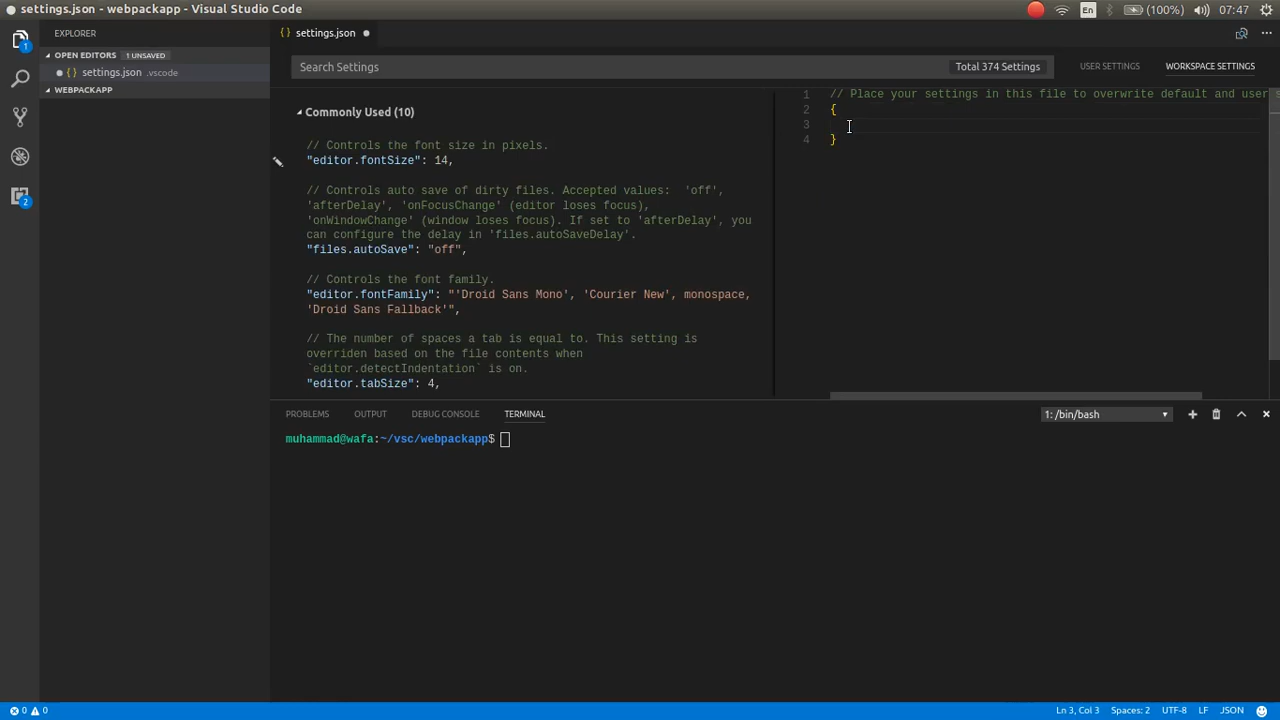 settings.json - webpackapp - Visual Studio Code
En
(100%)
07:47
EXPLORER
OPEN EDITORS 1 UNSAVED
{ } settings.json .vscode
WEBPACKAPP
1
2
{ } settings.json
Search Settings
Total 374 Settings
USER SETTINGS
WORKSPACE SETTINGS
Commonly Used (10)
// Controls the font size in pixels.
"editor.fontSize": 14,
// Controls auto save of dirty files. Accepted values:  'off',
'afterDelay', 'onFocusChange' (editor loses focus),
'onWindowChange' (window loses focus). If set to 'afterDelay', you
can configure the delay in 'files.autoSaveDelay'.
"files.autoSave": "off",
// Controls the font family.
"editor.fontFamily": "'Droid Sans Mono', 'Courier New', monospace,
'Droid Sans Fallback'",
// The number of spaces a tab is equal to. This setting is
overriden based on the file contents when
`editor.detectIndentation` is on.
"editor.tabSize": 4,
1 // Place your settings in this file to overwrite default and user s
2 {
3
4 }
PROBLEMS OUTPUT DEBUG CONSOLE TERMINAL
1: /bin/bash
muhammad@wafa:~/vsc/webpackapp$
0 0
Ln 3, Col 3 Spaces: 2 UTF-8 LF JSON